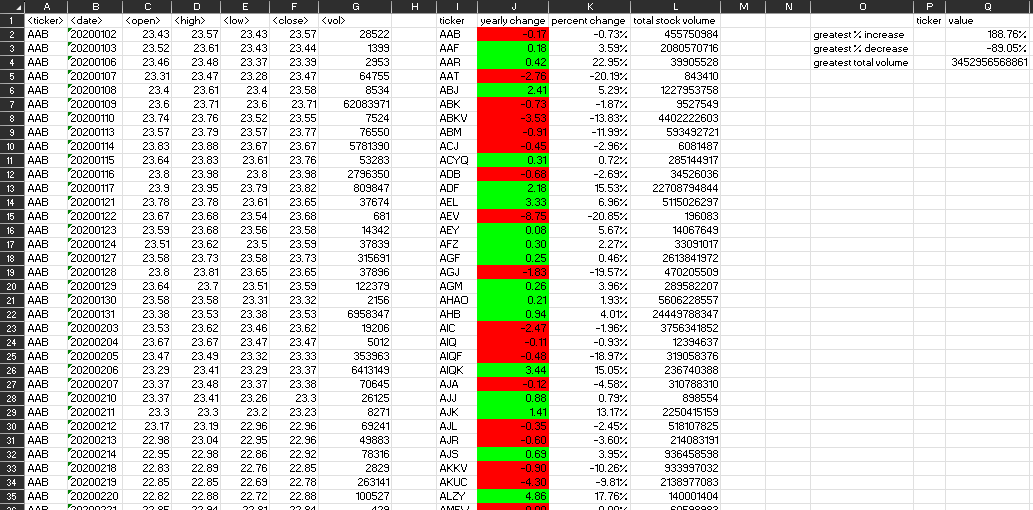 A B C D E F G H I J K L M N O P Q
1 <ticker> <date> <open> <high> <low> <close> <vol> ticker yearly change percent change total stock volume ticker value
2 AAB 20200102 23.43 23.57 23.43 23.57 28522 AAB -0.17 -0.73% 455750984 greatest % increase 188.76%
3 AAB 20200103 23.52 23.61 23.43 23.44 1399 AAF 0.18 3.59% 2080570716 greatest % decrease -89.05%
4 AAB 20200106 23.46 23.48 23.37 23.39 2953 AAR 0.42 22.95% 39905528 greatest total volume 3452956568861
5 AAB 20200107 23.31 23.47 23.28 23.47 64755 AAT -2.76 -20.19% 843410
6 AAB 20200108 23.4 23.61 23.4 23.58 8534 ABJ 2.41 5.29% 1227953758
7 AAB 20200109 23.6 23.71 23.6 23.71 62083971 ABK -0.73 -1.87% 9527549
8 AAB 20200110 23.74 23.76 23.52 23.55 7524 ABKV -3.53 -13.83% 4402222603
9 AAB 20200113 23.57 23.79 23.57 23.77 76550 ABM -0.91 -11.99% 593492721
10 AAB 20200114 23.83 23.88 23.67 23.67 5781390 ACJ -0.45 -2.96% 6081487
11 AAB 20200115 23.64 23.83 23.61 23.76 53283 ACYQ 0.31 0.72% 285144917
12 AAB 20200116 23.8 23.98 23.8 23.98 2796350 ADB -0.68 -2.69% 34526036
13 AAB 20200117 23.9 23.95 23.79 23.82 809847 ADF 2.18 15.53% 22708794844
14 AAB 20200121 23.78 23.78 23.61 23.65 37674 AEL 3.33 6.96% 5115026297
15 AAB 20200122 23.67 23.68 23.54 23.68 681 AEV -8.75 -20.85% 196083
16 AAB 20200123 23.59 23.68 23.56 23.58 14342 AEY 0.08 5.67% 14067649
17 AAB 20200124 23.51 23.62 23.5 23.59 37839 AFZ 0.30 2.27% 33091017
18 AAB 20200127 23.58 23.73 23.58 23.73 315691 AGF 0.25 0.46% 2613841972
19 AAB 20200128 23.8 23.81 23.65 23.65 37896 AGJ -1.83 -19.57% 470205509
20 AAB 20200129 23.64 23.7 23.51 23.59 122379 AGM 0.26 3.96% 289582207
21 AAB 20200130 23.58 23.58 23.31 23.32 2156 AHAO 0.21 1.93% 5606228557
22 AAB 20200131 23.38 23.53 23.38 23.53 6958347 AHB 0.94 4.01% 24449788347
23 AAB 20200203 23.53 23.62 23.46 23.62 19206 AIC -2.47 -1.96% 3756341852
24 AAB 20200204 23.67 23.67 23.47 23.47 5012 AIQ -0.11 -0.93% 12394637
25 AAB 20200205 23.47 23.49 23.32 23.33 353963 AIQF -0.48 -18.97% 319058376
26 AAB 20200206 23.29 23.41 23.29 23.37 6413149 AIQK 3.44 15.05% 236740388
27 AAB 20200207 23.37 23.48 23.37 23.38 70645 AJA -0.12 -4.58% 310788310
28 AAB 20200210 23.37 23.41 23.26 23.3 26125 AJJ 0.88 0.79% 898554
29 AAB 20200211 23.3 23.3 23.2 23.23 8271 AJK 1.41 13.17% 2250415159
30 AAB 20200212 23.17 23.19 22.96 22.96 69241 AJL -0.35 -2.45% 518107825
31 AAB 20200213 22.98 23.04 22.95 22.96 49883 AJR -0.60 -3.60% 214083191
32 AAB 20200214 22.95 22.98 22.86 22.92 78316 AJS 0.69 3.95% 936458598
33 AAB 20200218 22.83 22.89 22.76 22.85 2829 AKKV -0.90 -10.26% 933997032
34 AAB 20200219 22.85 22.85 22.69 22.78 263141 AKUC -4.30 -9.81% 2138977083
35 AAB 20200220 22.82 22.88 22.72 22.88 100527 ALZY 4.86 17.76% 140001404